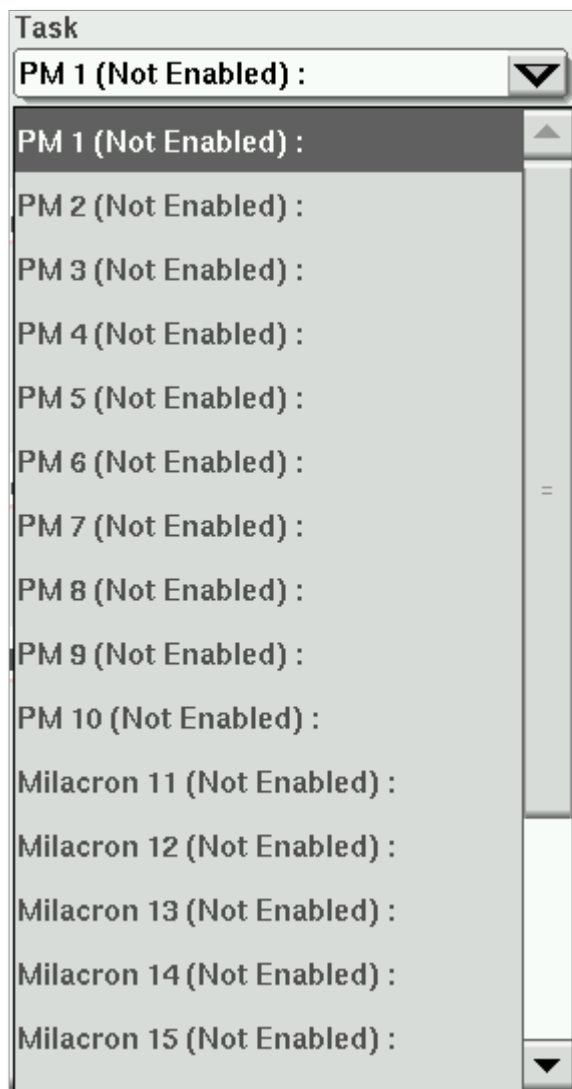 Task
PM 1 (Not Enabled) :
PM 1 (Not Enabled) :
PM 2 (Not Enabled) :
PM 3 (Not Enabled) :
PM 4 (Not Enabled) :
PM 5 (Not Enabled) :
PM 6 (Not Enabled) :
PM 7 (Not Enabled) :
PM 8 (Not Enabled) :
PM 9 (Not Enabled) :
PM 10 (Not Enabled) :
Milacron 11 (Not Enabled) :
Milacron 12 (Not Enabled) :
Milacron 13 (Not Enabled) :
Milacron 14 (Not Enabled) :
Milacron 15 (Not Enabled) :